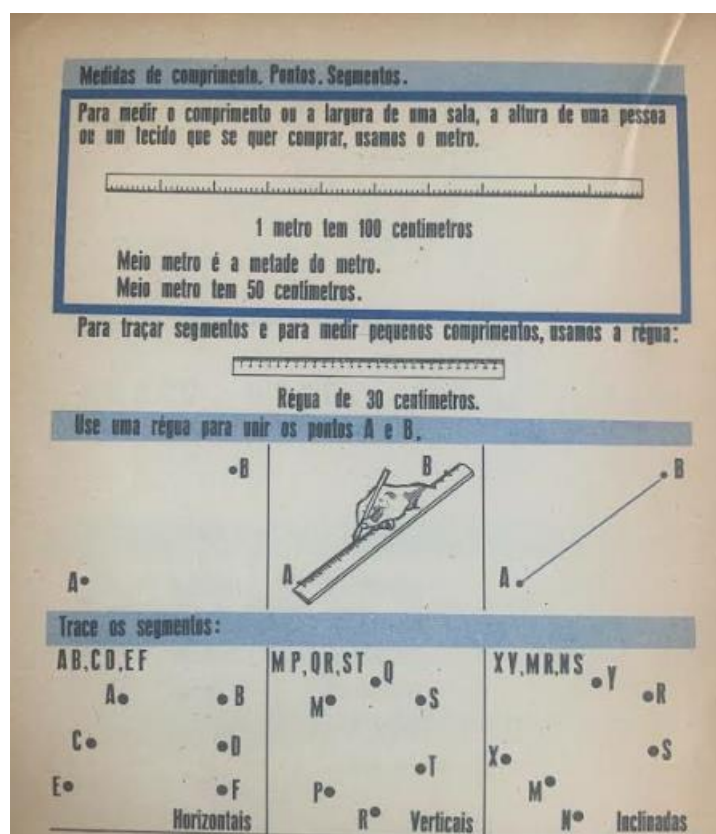 Medidas de comprimento. Pontos. Segmentos.
Para medir o comprimento ou a largura de uma sala, a altura de uma pessoa
ou um tecido que se quer comprar, usamos o metro.
1 metro tem 100 centímetros
Meio metro é a metade do metro.
Meio metro tem 50 centímetros.
Para traçar segmentos e para medir pequenos comprimentos, usamos a régua:
Régua de 30 centímetros.
Use uma régua para unir os pontos A e B.
B
A
B
A
B
A
Trace os segmentos:
AB,CD,EF
A B
C D
E F
Horizontais
MP,QR,ST
Q
M S
T
P
R
Verticais
XY,MR,NS
Y
R
X S
M
N
Inclinadas